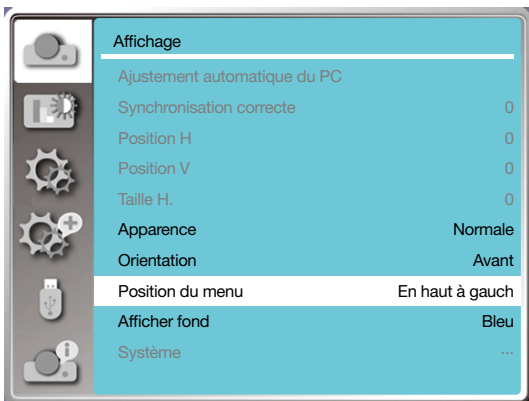 Affichage
Ajustement automatique du PC
Synchronisation correcte 0
Position H 0
Position V 0
Taille H. 0
Apparence Normale
Orientation Avant
Position du menu En haut à gauch
Afficher fond Bleu
Système ...